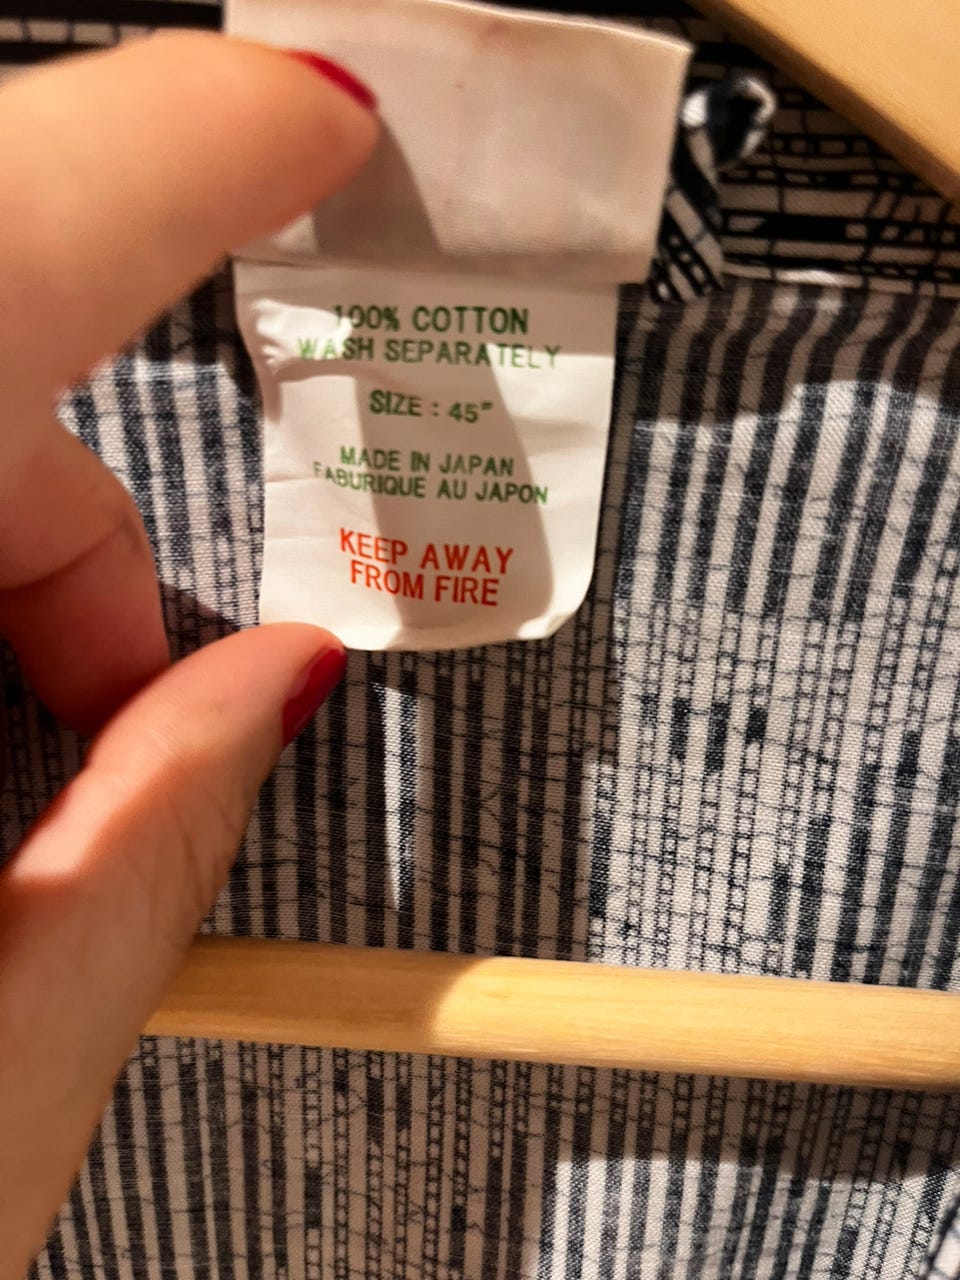 100% COTTON
WASH SEPARATELY
SIZE : 45"
MADE IN JAPAN
FABURIQUE AU JAPON
KEEP AWAY
FROM FIRE